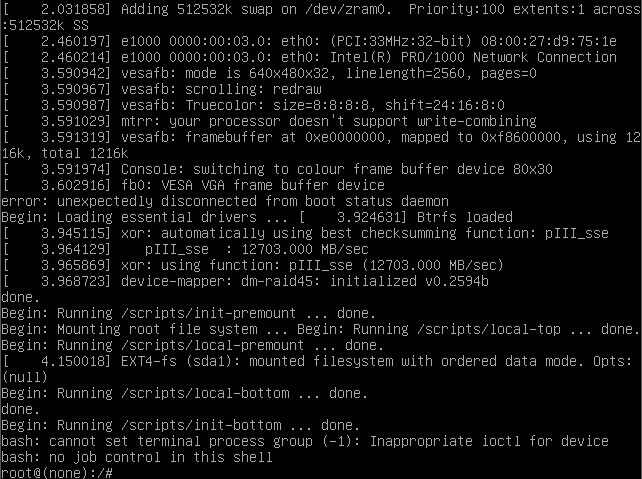 [    2.031858] Adding 512532k swap on /dev/zram0.  Priority:100 extents:1 across
:512532k SS
[    2.460197] e1000 0000:00:03.0: eth0: (PCI:33MHz:32-bit) 08:00:27:d9:75:1e
[    2.460214] e1000 0000:00:03.0: eth0: Intel(R) PRO/1000 Network Connection
[    3.590942] vesafb: mode is 640x480x32, linelength=2560, pages=0
[    3.590967] vesafb: scrolling: redraw
[    3.590987] vesafb: Truecolor: size=8:8:8:8, shift=24:16:8:0
[    3.591029] mtrr: your processor doesn't support write-combining
[    3.591319] vesafb: framebuffer at 0xe0000000, mapped to 0xf8600000, using 12
16k, total 1216k
[    3.591974] Console: switching to colour frame buffer device 80x30
[    3.602916] fb0: VESA VGA frame buffer device
error: unexpectedly disconnected from boot status daemon
Begin: Loading essential drivers ... [    3.924631] Btrfs loaded
[    3.945115] xor: automatically using best checksumming function: pIII_sse
[    3.964129]    pIII_sse  : 12703.000 MB/sec
[    3.965869] xor: using function: pIII_sse (12703.000 MB/sec)
[    3.968723] device-mapper: dm-raid45: initialized v0.2594b
done.
Begin: Running /scripts/init-premount ... done.
Begin: Mounting root file system ... Begin: Running /scripts/local-top ... done.
Begin: Running /scripts/local-premount ... done.
[    4.150018] EXT4-fs (sda1): mounted filesystem with ordered data mode. Opts:
(null)
Begin: Running /scripts/local-bottom ... done.
done.
Begin: Running /scripts/init-bottom ... done.
bash: cannot set terminal process group (-1): Inappropriate ioctl for device
bash: no job control in this shell
root@(none):/#